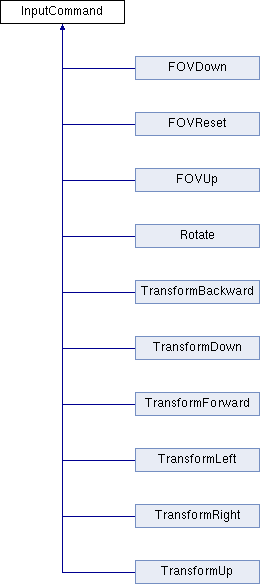 InputCommand
FOVDown
FOVReset
FOVUp
Rotate
TransformBackward
TransformDown
TransformForward
TransformLeft
TransformRight
TransformUp